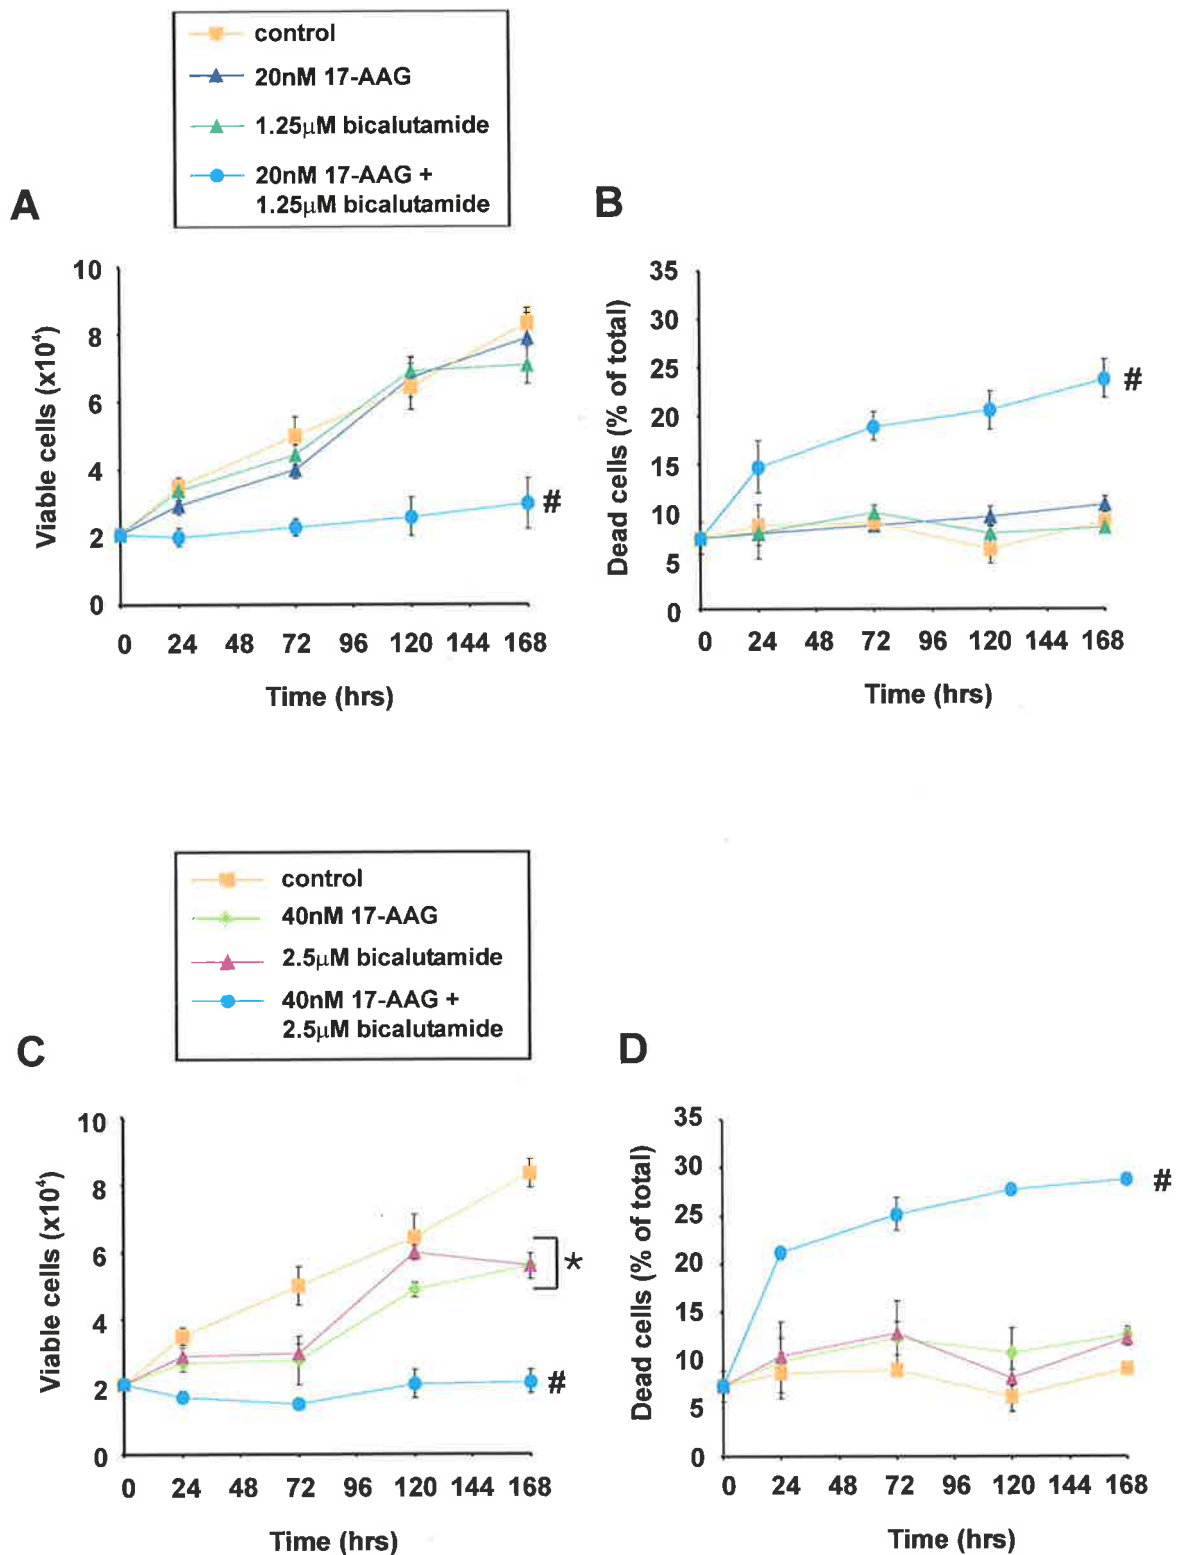 control
20nM 17-AAG
1.25µM bicalutamide
20nM 17-AAG +
1.25µM bicalutamide
A
B
10
8
6
4
2
0
Viable cells (x10⁴)
0 24 48 72 96 120 144 168
Time (hrs)
#
35
30
25
20
15
10
5
0
Dead cells (% of total)
0 24 48 72 96 120 144 168
Time (hrs)
#
control
40nM 17-AAG
2.5µM bicalutamide
40nM 17-AAG +
2.5µM bicalutamide
C
D
10
8
6
4
2
0
Viable cells (x10⁴)
0 24 48 72 96 120 144 168
Time (hrs)
*
#
35
30
25
20
15
10
5
0
Dead cells (% of total)
0 24 48 72 96 120 144 168
Time (hrs)
#